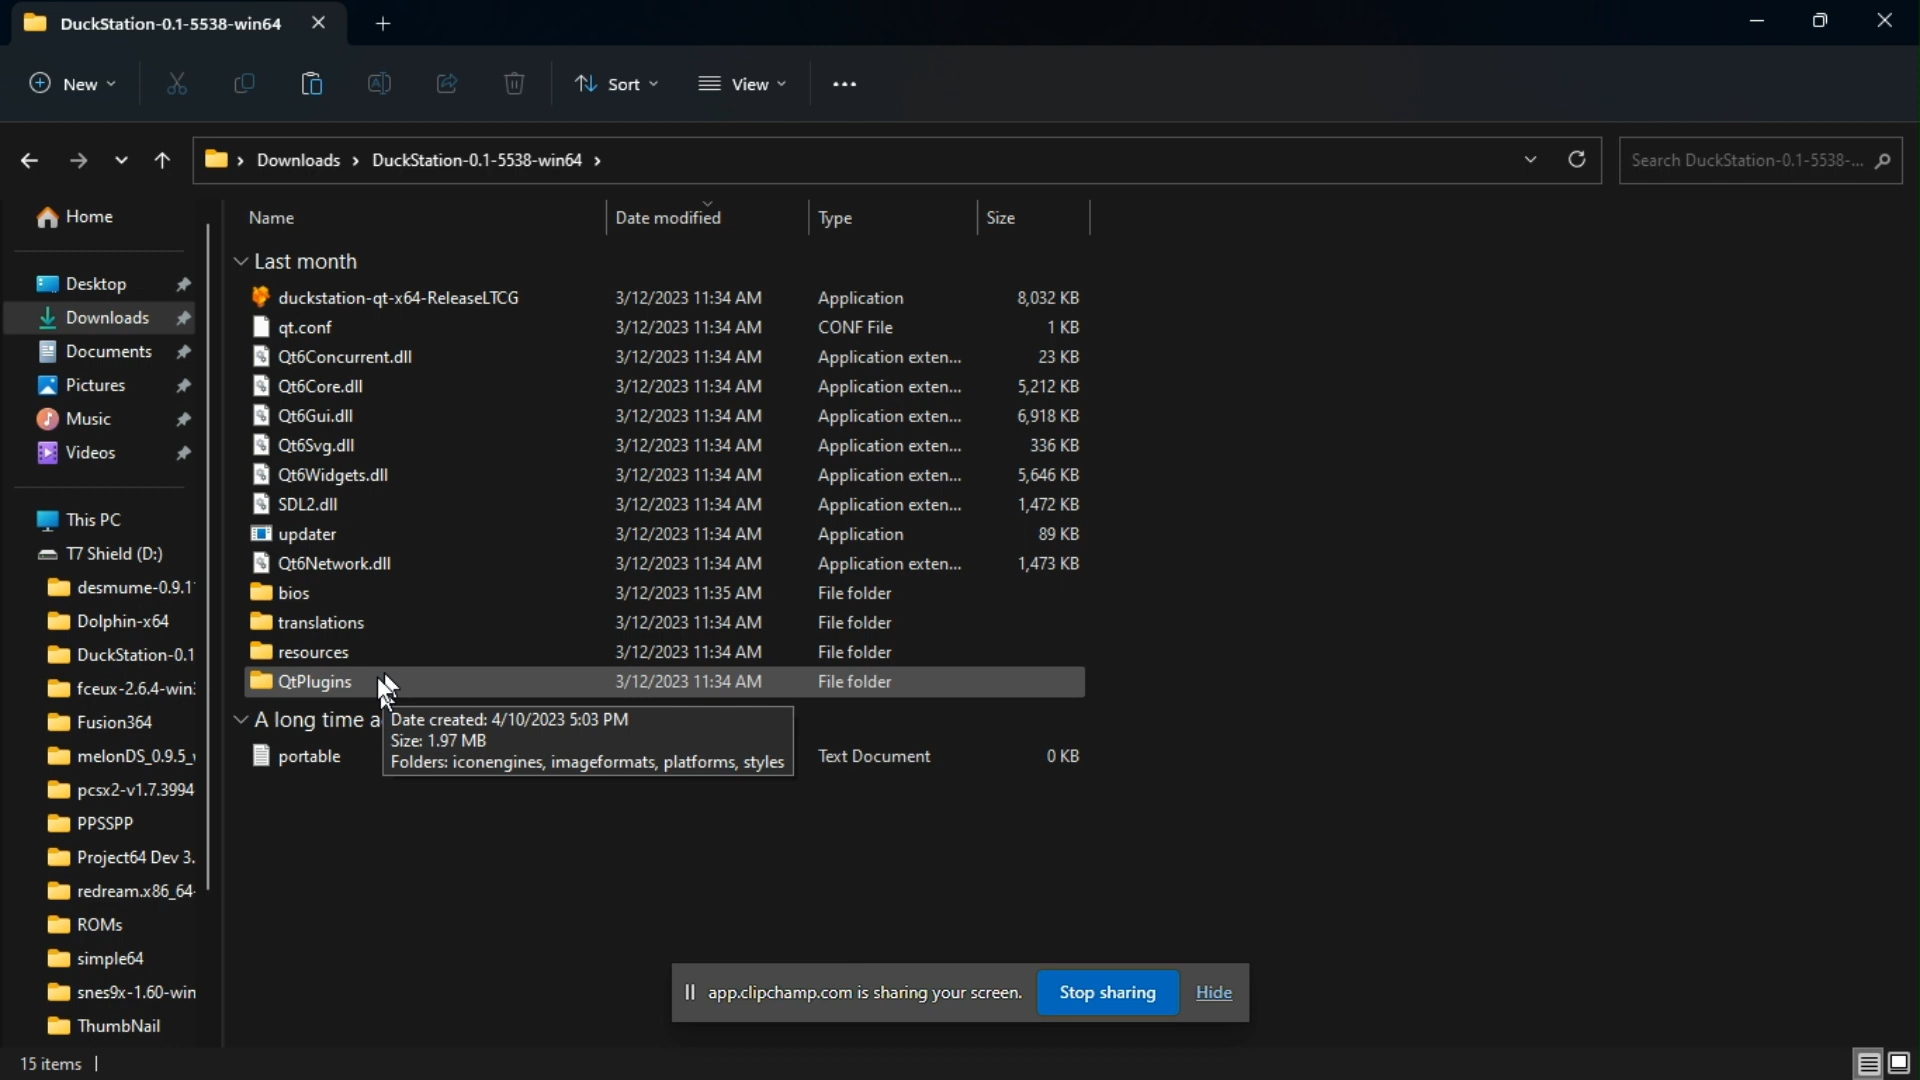 DuckStation-0.1-5538-win64
New
Sort
View
Downloads > DuckStation-0.1-5538-win64 >
Search DuckStation-0.1-5538-...
Home
Desktop
Downloads
Documents
Pictures
Music
Videos
This PC
T7 Shield (D:)
desmume-0.9.1
Dolphin-x64
DuckStation-0.1
fceux-2.6.4-win
Fusion364
melonDS_0.9.5_
pcsx2-v1.7.3994
PPSSPP
Project64 Dev 3.
redream.x86_64-
ROMs
simple64
snes9x-1.60-win
ThumbNail
Name Date modified Type Size
Last month
duckstation-qt-x64-ReleaseLTCG 3/12/2023 11:34 AM Application 8,032 KB
qt.conf 3/12/2023 11:34 AM CONF File 1 KB
Qt6Concurrent.dll 3/12/2023 11:34 AM Application exten... 23 KB
Qt6Core.dll 3/12/2023 11:34 AM Application exten... 5,212 KB
Qt6Gui.dll 3/12/2023 11:34 AM Application exten... 6,918 KB
Qt6Svg.dll 3/12/2023 11:34 AM Application exten... 336 KB
Qt6Widgets.dll 3/12/2023 11:34 AM Application exten... 5,646 KB
SDL2.dll 3/12/2023 11:34 AM Application exten... 1,472 KB
updater 3/12/2023 11:34 AM Application 89 KB
Qt6Network.dll 3/12/2023 11:34 AM Application exten... 1,473 KB
bios 3/12/2023 11:35 AM File folder
translations 3/12/2023 11:34 AM File folder
resources 3/12/2023 11:34 AM File folder
QtPlugins 3/12/2023 11:34 AM File folder
A long time a
portable Text Document 0 KB
Date created: 4/10/2023 5:03 PM
Size: 1.97 MB
Folders: iconengines, imageformats, platforms, styles
app.clipchamp.com is sharing your screen. Stop sharing Hide
15 items